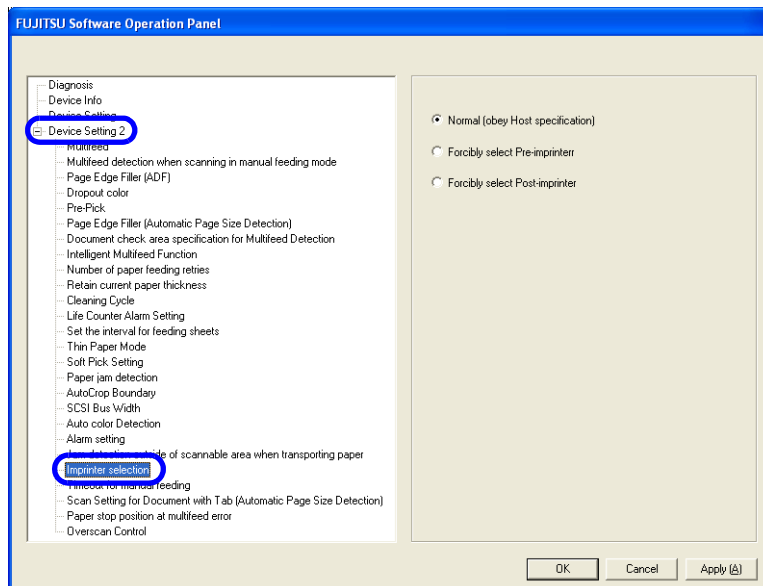 FUJITSU Software Operation Panel
Diagnosis
Device Info
Device Setting
Device Setting 2
Multifeed
Multifeed detection when scanning in manual feeding mode
Page Edge Filler (ADF)
Dropout color
Pre-Pick
Page Edge Filler (Automatic Page Size Detection)
Document check area specification for Multifeed Detection
Intelligent Multifeed Function
Number of paper feeding retries
Retain current paper thickness
Cleaning Cycle
Life Counter Alarm Setting
Set the interval for feeding sheets
Thin Paper Mode
Soft Pick Setting
Paper jam detection
AutoCrop Boundary
SCSI Bus Width
Auto color Detection
Alarm setting
Jam detection outside of scannable area when transporting paper
Imprinter selection
Timeout for manual feeding
Scan Setting for Document with Tab (Automatic Page Size Detection)
Paper stop position at multifeed error
Overscan Control
Normal (obey Host specification)
Forcibly select Pre-imprinterr
Forcibly select Post-imprinter
OK Cancel Apply (A)